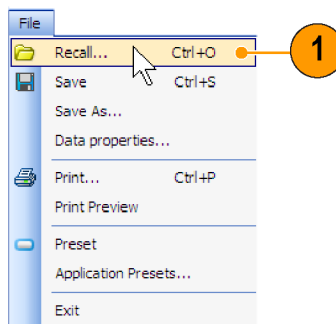 File
Recall... Ctrl+O
1
Save Ctrl+S
Save As...
Data properties...
Print... Ctrl+P
Print Preview
Preset
Application Presets...
Exit